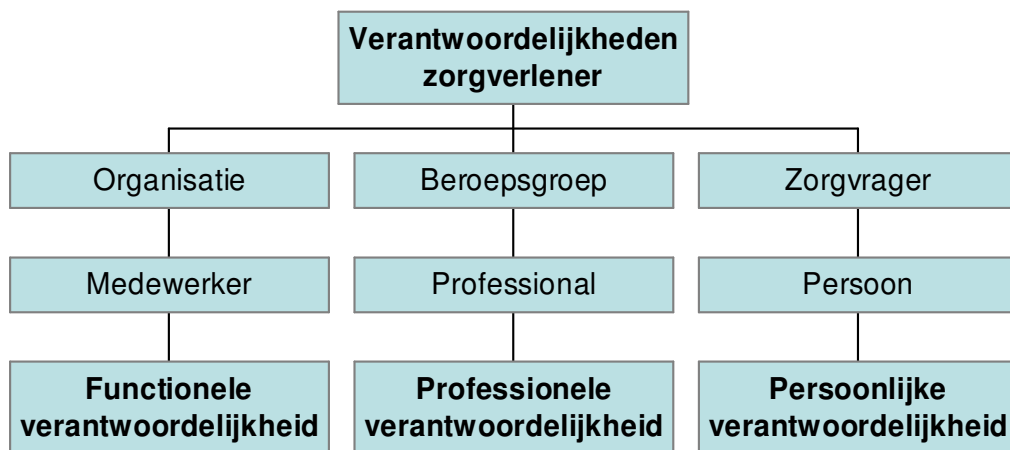 Verantwoordelijkheden
zorgverlener
Organisatie
Beroepsgroep
Zorgvrager
Medewerker
Professional
Persoon
Functionele
verantwoordelijkheid
Professionele
verantwoordelijkheid
Persoonlijke
verantwoordelijkheid